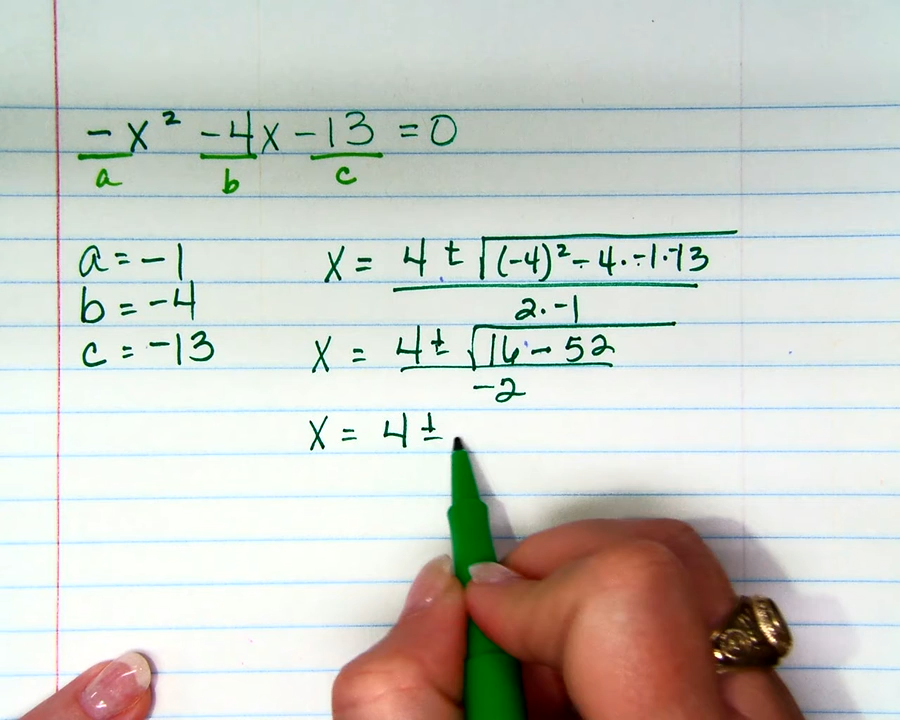 -x² -4x -13 = 0
a b c
a = -1
b = -4
c = -13
x = 4 ± √(-4)² - 4·-1·-13
2·-1
x = 4 ± √16 - 52
-2
x = 4 ±